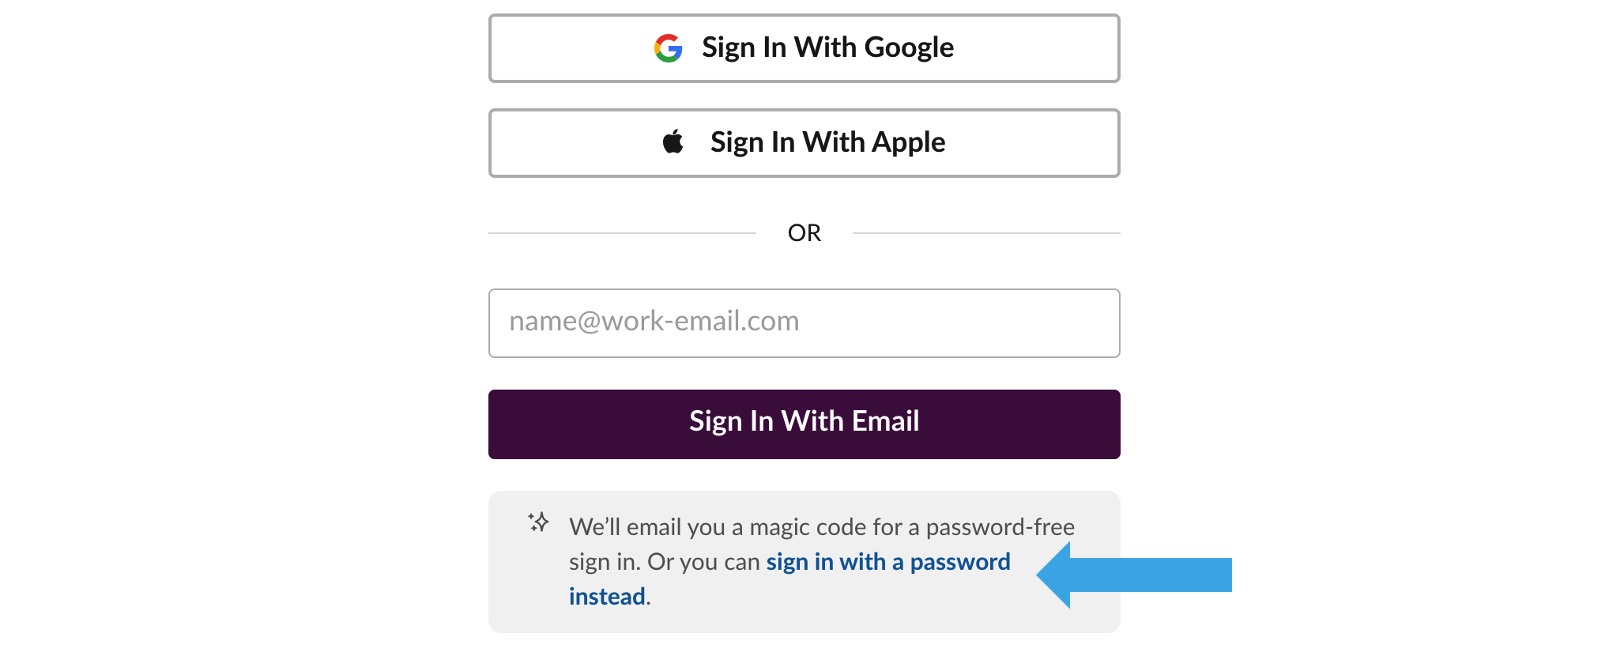 Sign In With Google
Sign In With Apple
OR
name@work-email.com
Sign In With Email
We’ll email you a magic code for a password-free
sign in. Or you can sign in with a password
instead.